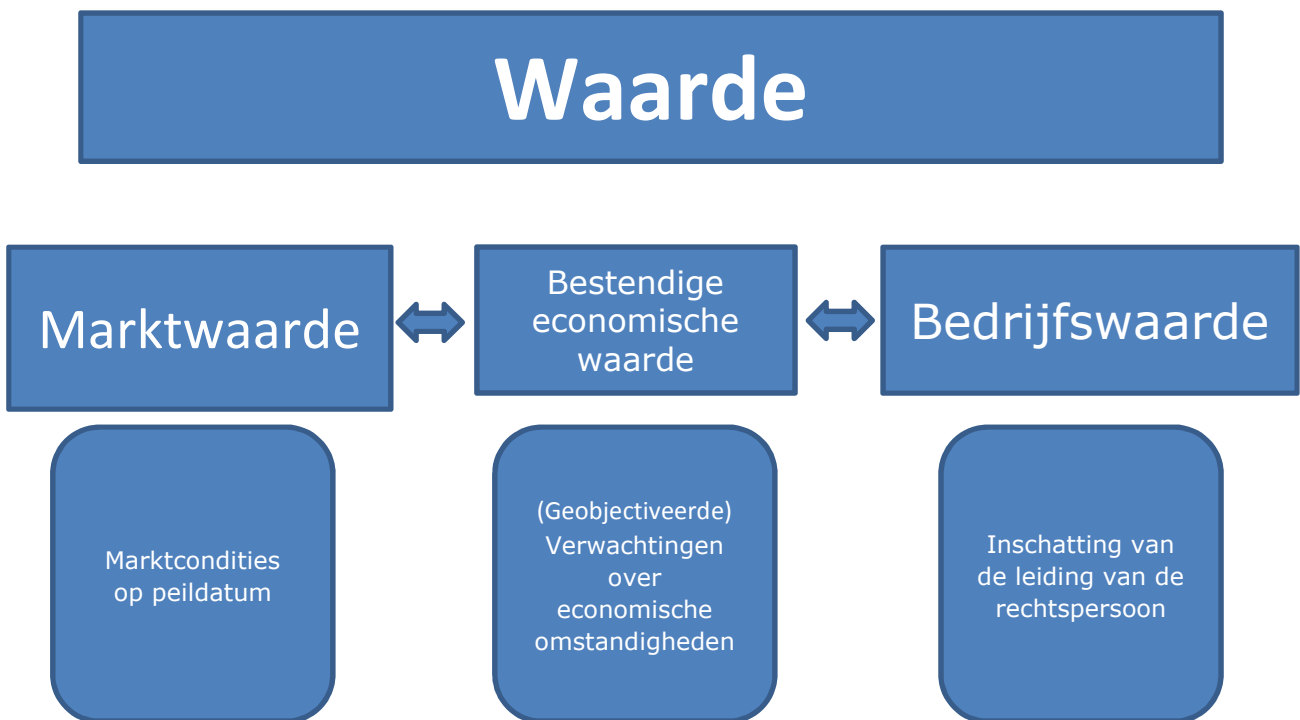 Waarde
Marktwaarde
Bestendige
economische
waarde
Bedrijfswaarde
Marktcondities
op peildatum
(Geobjectiveerde)
Verwachtingen
over
economische
omstandigheden
Inschatting van
de leiding van de
rechtspersoon